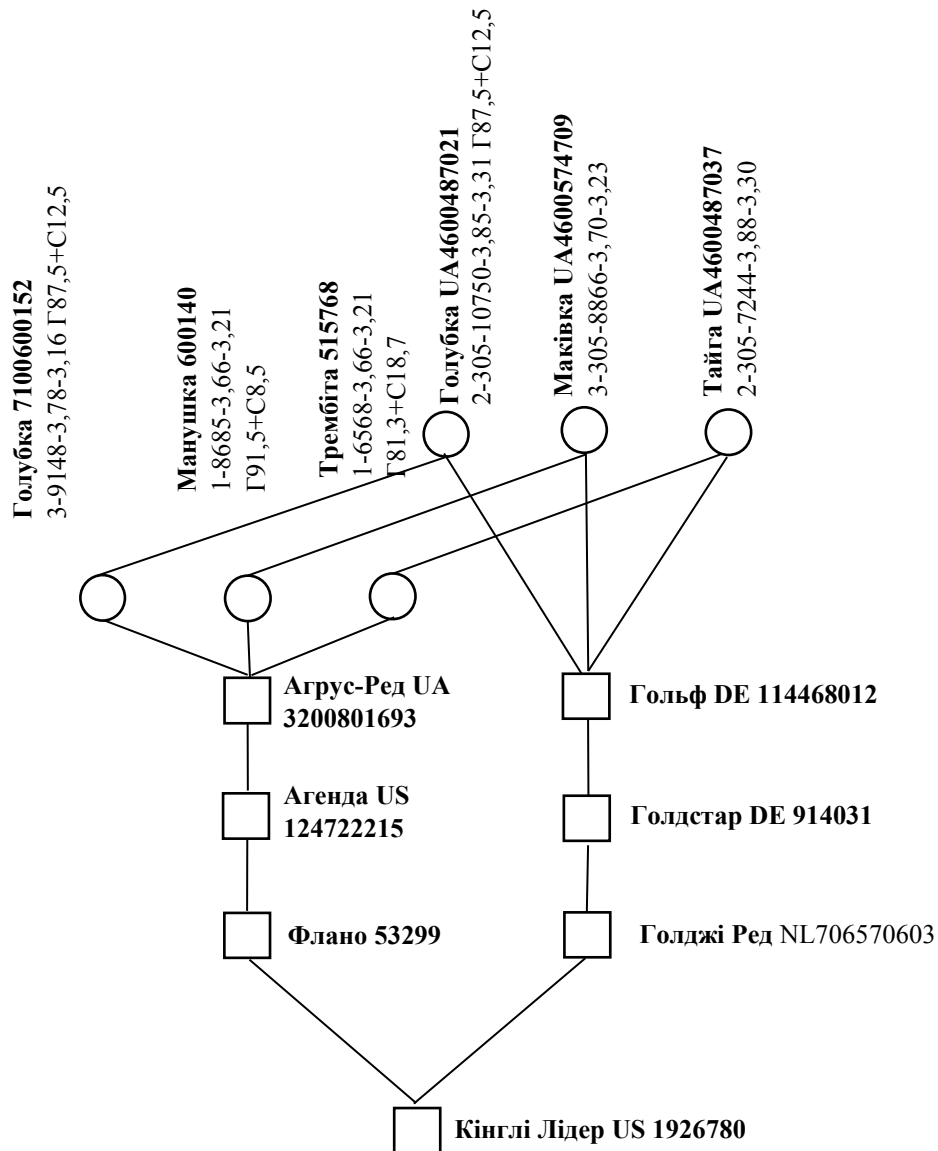 Голубка 7100600152
3-9148-3,78-3,16 Г87,5+С12,5
Манушка 600140
1-8685-3,66-3,21
Г91,5+С8,5
Трембіта 515768
1-6568-3,66-3,21
Г81,3+С18,7
Голубка UA4600487021
2-305-10750-3,85-3,31 Г87,5+С12,5
Маківка UA4600574709
3-305-8866-3,70-3,23
Тайга UA4600487037
2-305-7244-3,88-3,30
Агрус-Ред UA
3200801693
Гольф DE 114468012
Агенда US
124722215
Голдстар DE 914031
Флано 53299
Голджі Ред NL706570603
Кінглі Лідер US 1926780